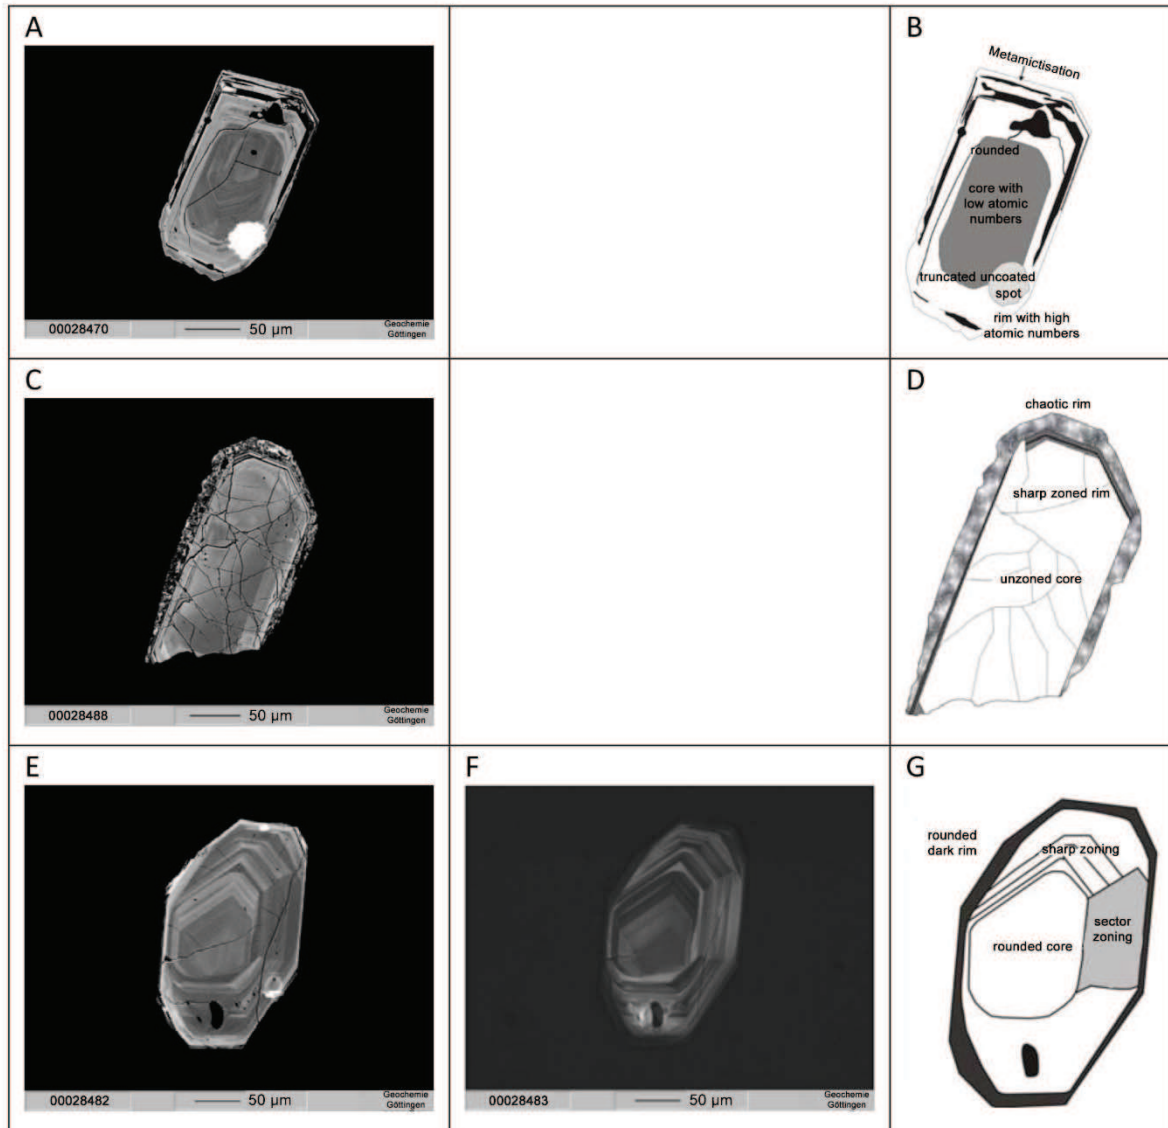 A
00028470
50 µm
Geochemie
Göttingen
B
Metamictisation
rounded
core with
low atomic
numbers
truncated uncoated
spot
rim with high
atomic numbers
C
00028488
50 µm
Geochemie
Göttingen
D
chaotic rim
sharp zoned rim
unzoned core
E
00028482
50 µm
Geochemie
Göttingen
F
00028483
50 µm
Geochemie
Göttingen
G
rounded
dark rim
sharp zoning
sector
zoning
rounded core